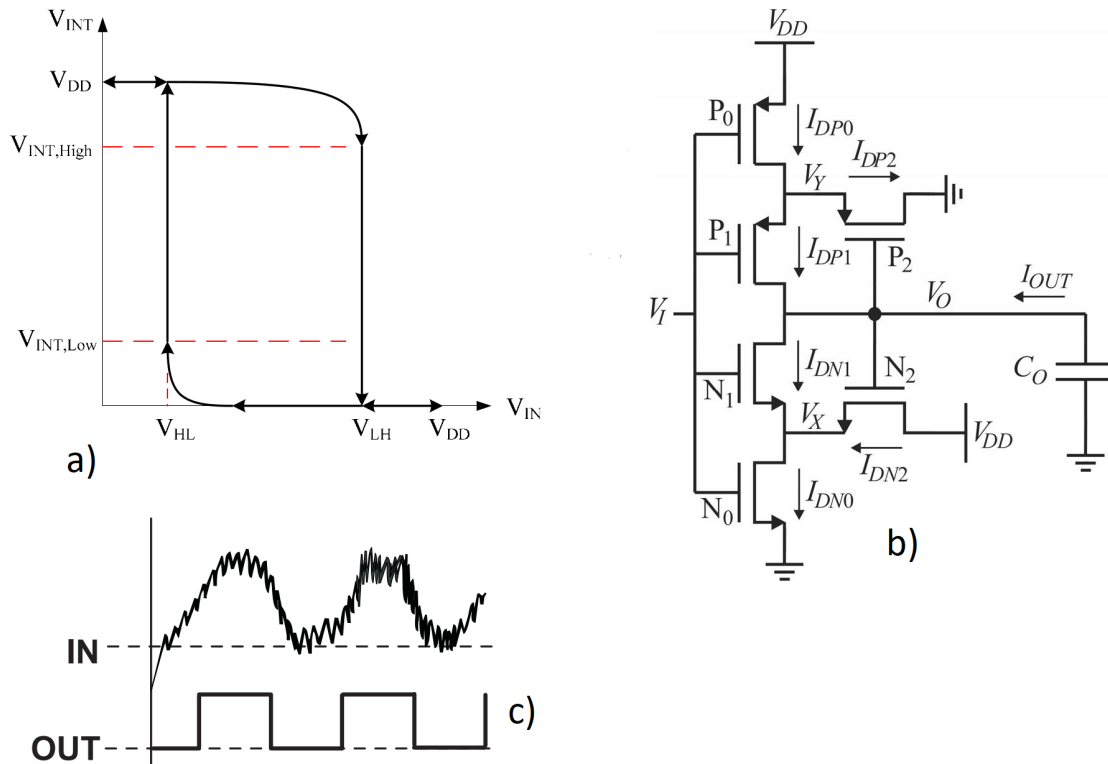 V_INT
V_DD
V_INT,High
V_INT,Low
V_HL
V_LH
V_DD
V_IN
a)
V_DD
P_0
I_DP0
I_DP2
V_Y
P_1
I_DP1
P_2
I_OUT
V_I
V_O
I_DN1
N_2
N_1
C_O
V_X
V_DD
I_DN2
N_0
I_DN0
b)
IN
c)
OUT